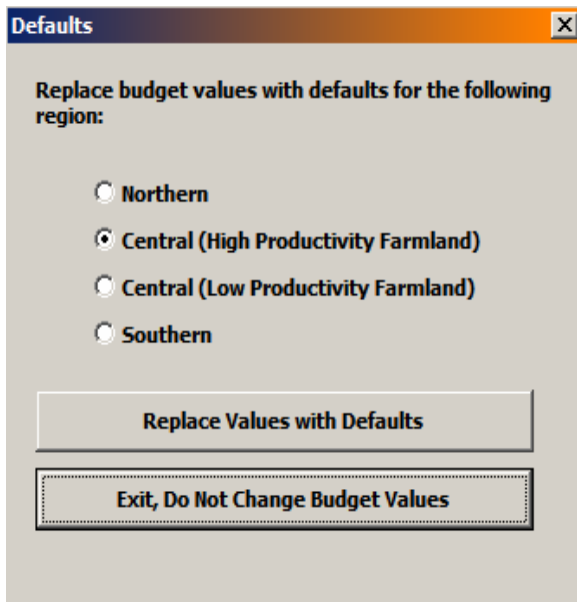 Defaults
Replace budget values with defaults for the following
region:
Northern
Central (High Productivity Farmland)
Central (Low Productivity Farmland)
Southern
Replace Values with Defaults
Exit, Do Not Change Budget Values